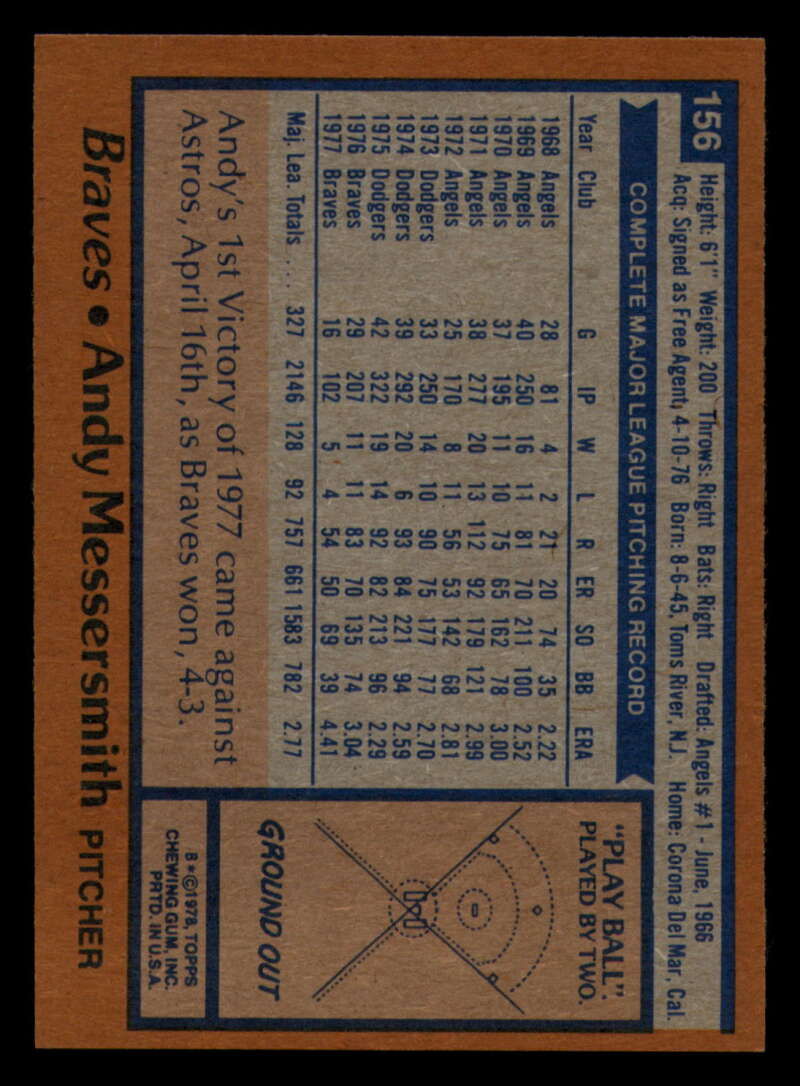 156
Height: 6'1" Weight: 200 Throws: Right Bats: Right Drafted: Angels #1 - June, 1966
Acq: Signed as Free Agent, 4-10-76 Born: 8-6-45, Toms River, N.J. Home: Corona Del Mar, Cal.
COMPLETE MAJOR LEAGUE PITCHING RECORD
Year Club G IP W L R ER SO BB ERA
1968 Angels 28 81 4 2 21 20 74 35 2.22
1969 Angels 40 250 16 11 81 70 211 100 2.52
1970 Angels 37 195 11 10 75 65 162 78 3.00
1971 Angels 38 277 20 13 112 92 179 121 2.99
1972 Angels 25 170 8 11 56 53 142 68 2.81
1973 Dodgers 33 250 14 10 90 75 177 77 2.70
1974 Dodgers 39 292 20 6 93 84 221 94 2.59
1975 Dodgers 42 322 19 14 92 82 213 96 2.29
1976 Braves 29 207 11 11 83 70 135 74 3.04
1977 Braves 16 102 5 4 54 50 69 39 4.41
Maj. Lea. Totals .... 327 2146 128 92 757 661 1583 782 2.77
Andy's 1st Victory of 1977 came against
Astros, April 16th, as Braves won, 4-3.
"PLAY BALL".
PLAYED BY TWO.
GROUND OUT
B*©1978, TOPPS
CHEWING GUM, INC.
PRTD. IN U.S.A.
Braves • Andy Messersmith PITCHER